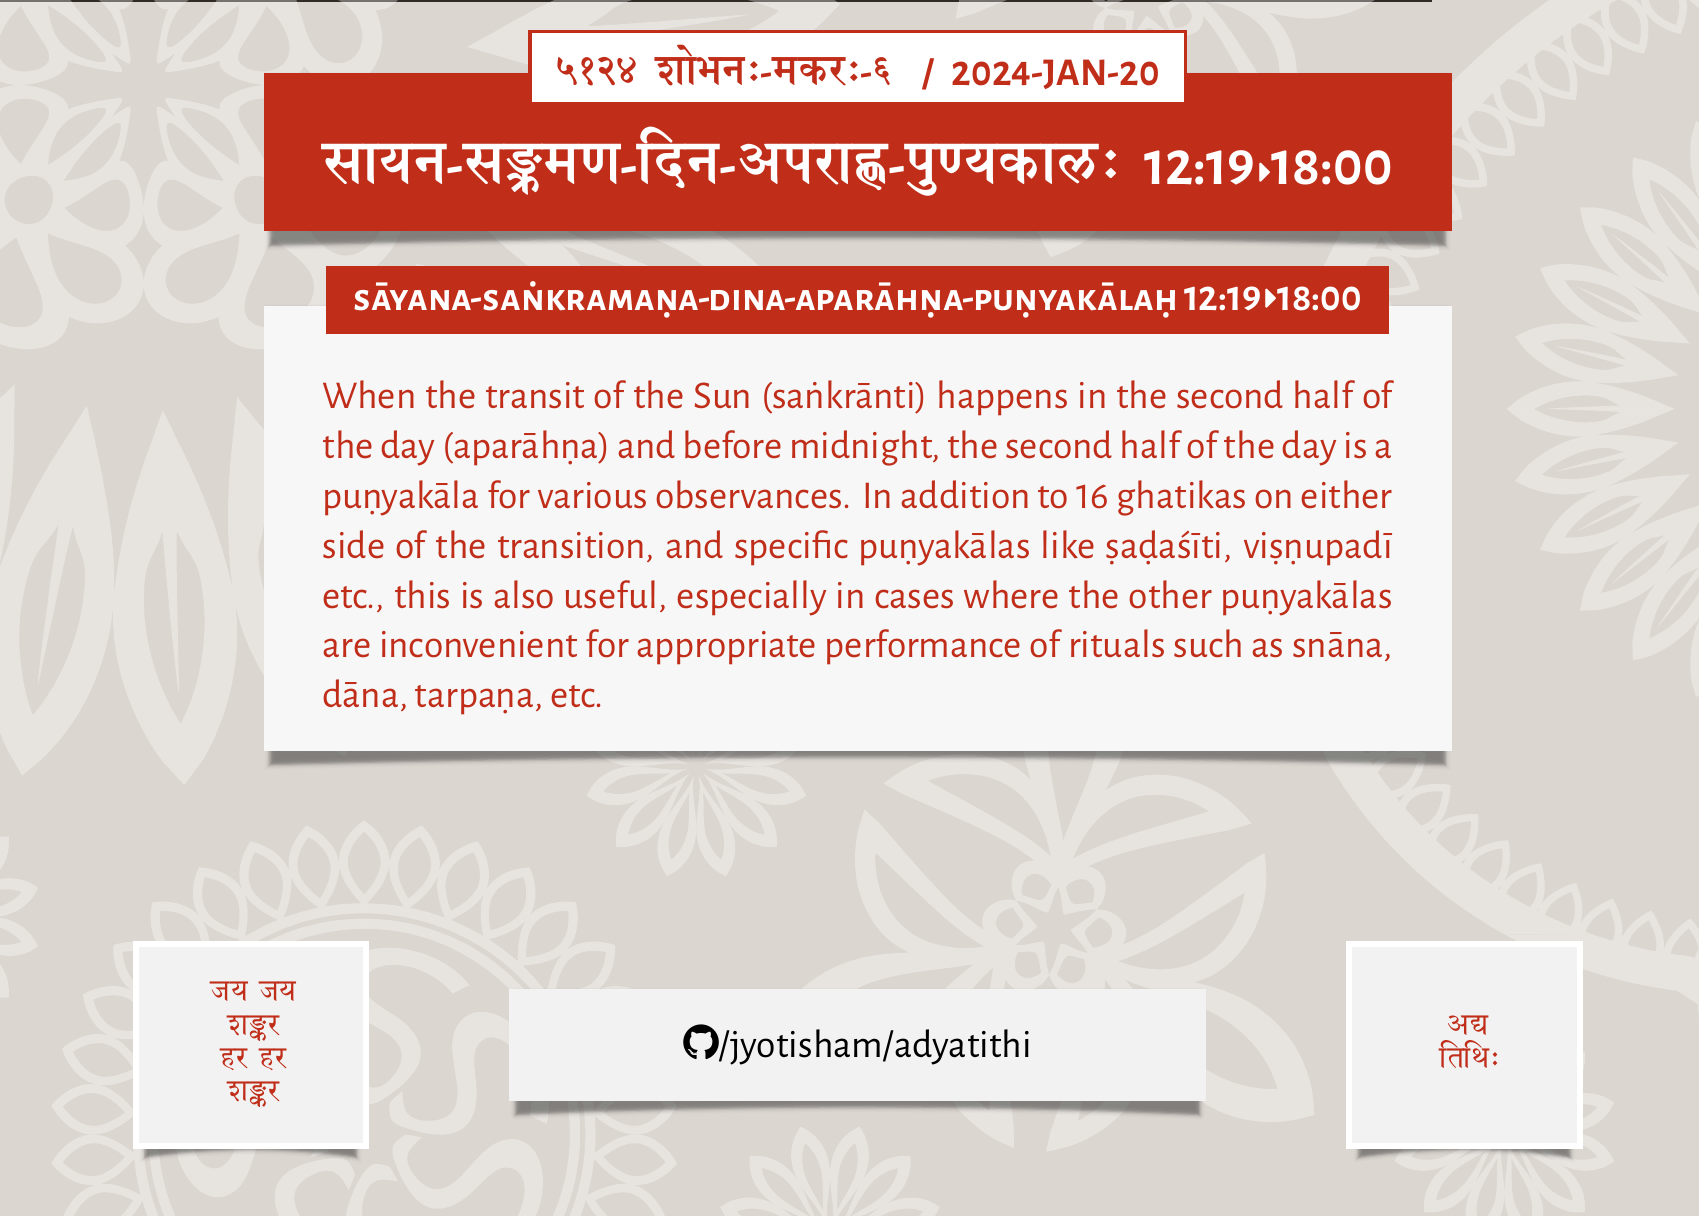 ५१२४ शोभनः-मकरः-६ / 2024-JAN-20
सायन-सङ्क्रमण-दिन-अपराह्ण-पुण्यकालः 12:19▸18:00
SĀYANA-SAṄKRAMAṆA-DINA-APARĀHṆA-PUṆYAKĀLAḤ 12:19▸18:00
When the transit of the Sun (saṅkrānti) happens in the second half of
the day (aparāhṇa) and before midnight, the second half of the day is a
puṇyakāla for various observances. In addition to 16 ghatikas on either
side of the transition, and specific puṇyakālas like ṣaḍaśīti, viṣṇupadī
etc., this is also useful, especially in cases where the other puṇyakālas
are inconvenient for appropriate performance of rituals such as snāna,
dāna, tarpaṇa, etc.
जय जय
शङ्कर
हर हर
शङ्कर
/jyotisham/adyatithi
अद्य
तिथिः